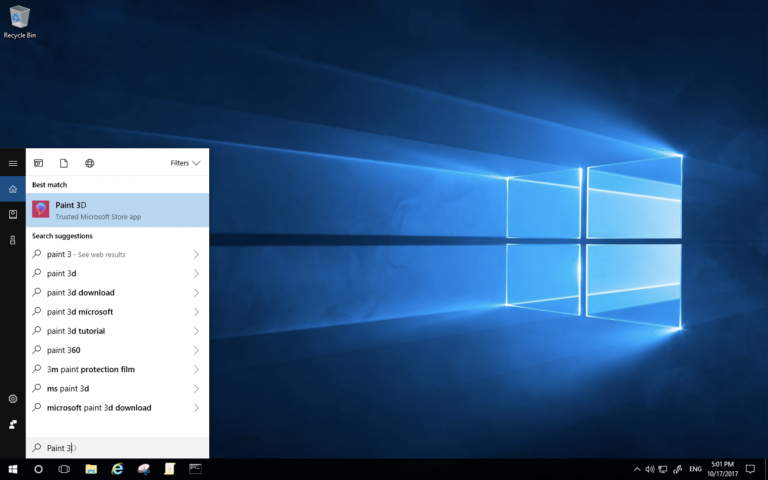 Recycle Bin
Filters
Best match
Paint 3D
Trusted Microsoft Store app
Search suggestions
paint 3 - See web results
paint 3d
paint 3d download
paint 3d microsoft
paint 3d tutorial
paint 360
3m paint protection film
ms paint 3d
microsoft paint 3d download
Paint 3D
ENG
5:01 PM
10/17/2017